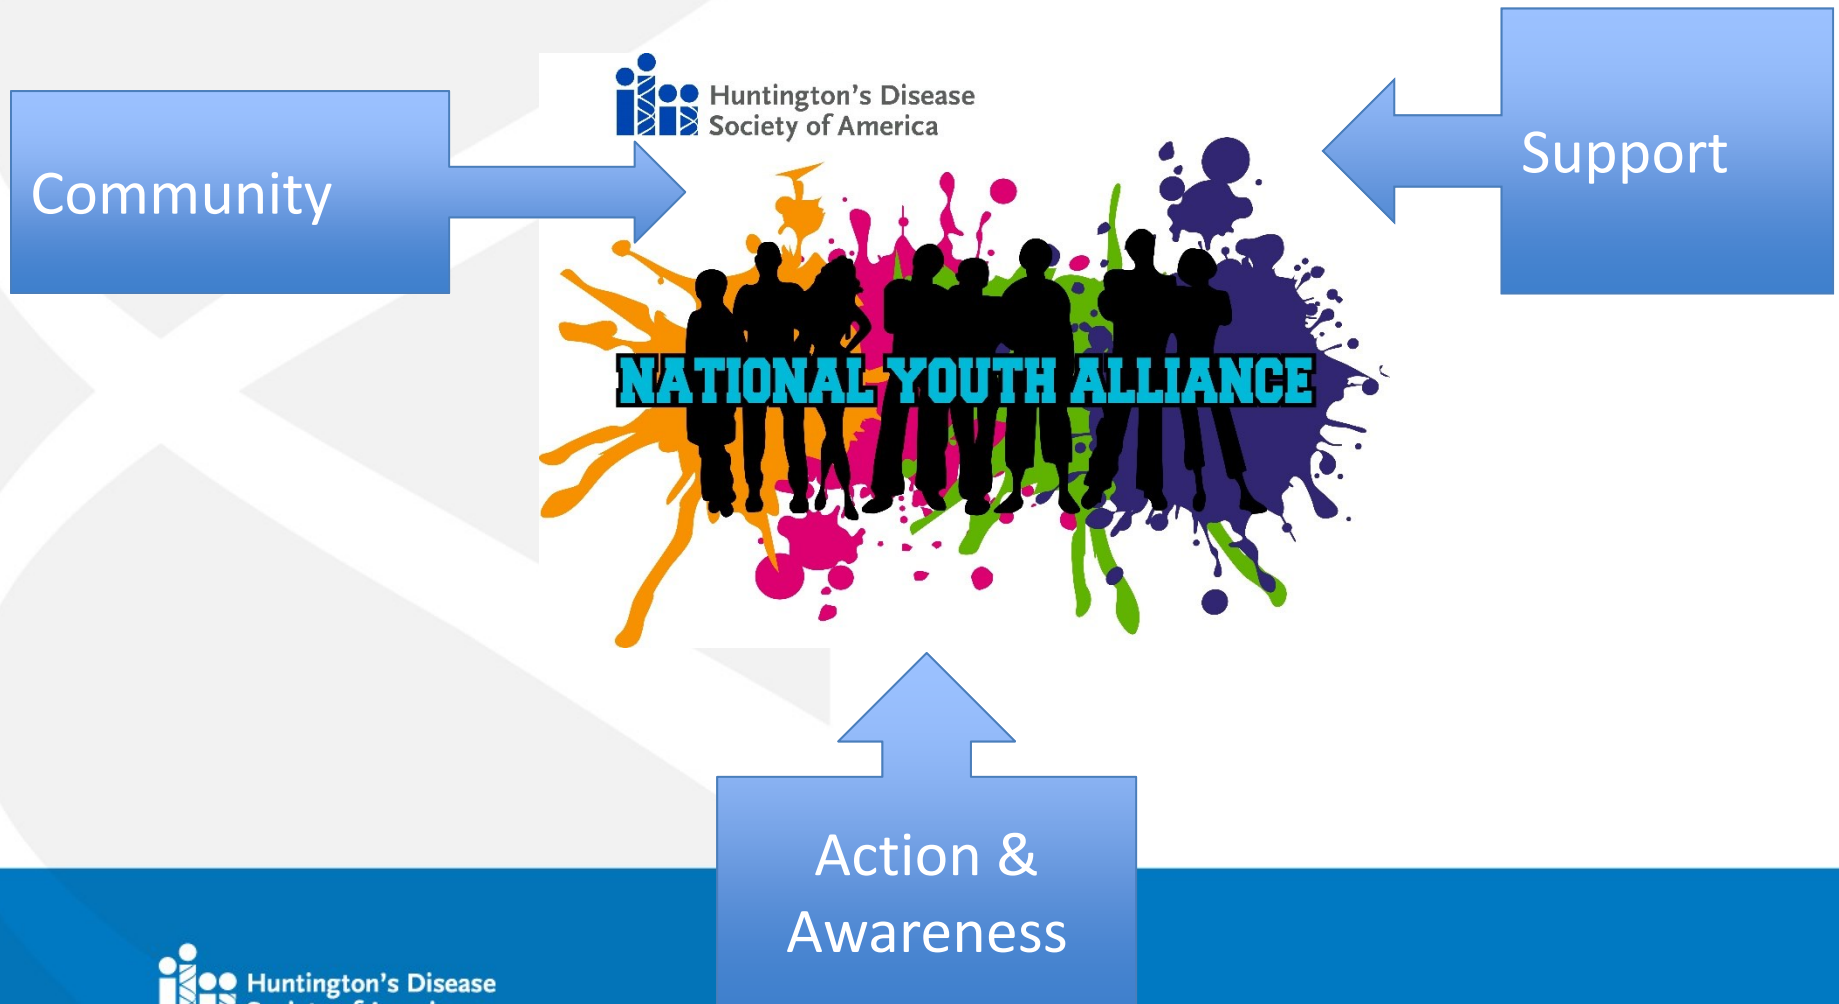 Huntington's Disease
Society of America
Community
Support
NATIONAL YOUTH ALLIANCE
Action &
Awareness
Huntington's Disease